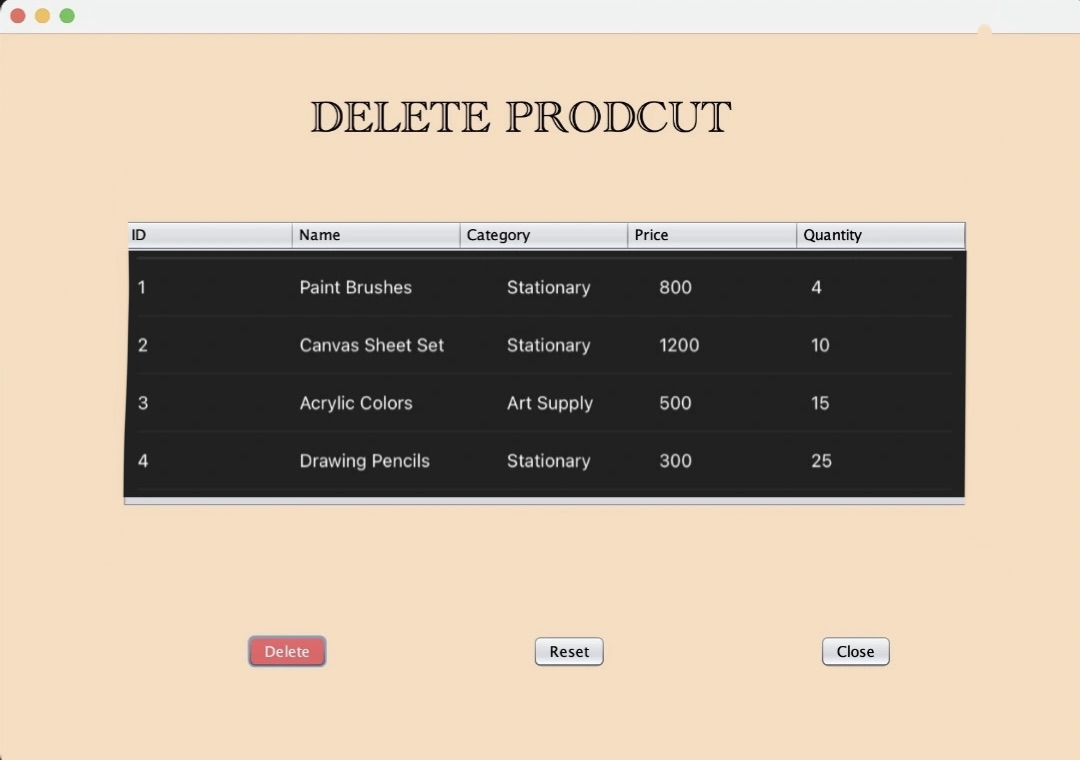 DELETE PRODCUT
ID Name Category Price Quantity
1 Paint Brushes Stationary 800 4
2 Canvas Sheet Set Stationary 1200 10
3 Acrylic Colors Art Supply 500 15
4 Drawing Pencils Stationary 300 25
Delete Reset Close